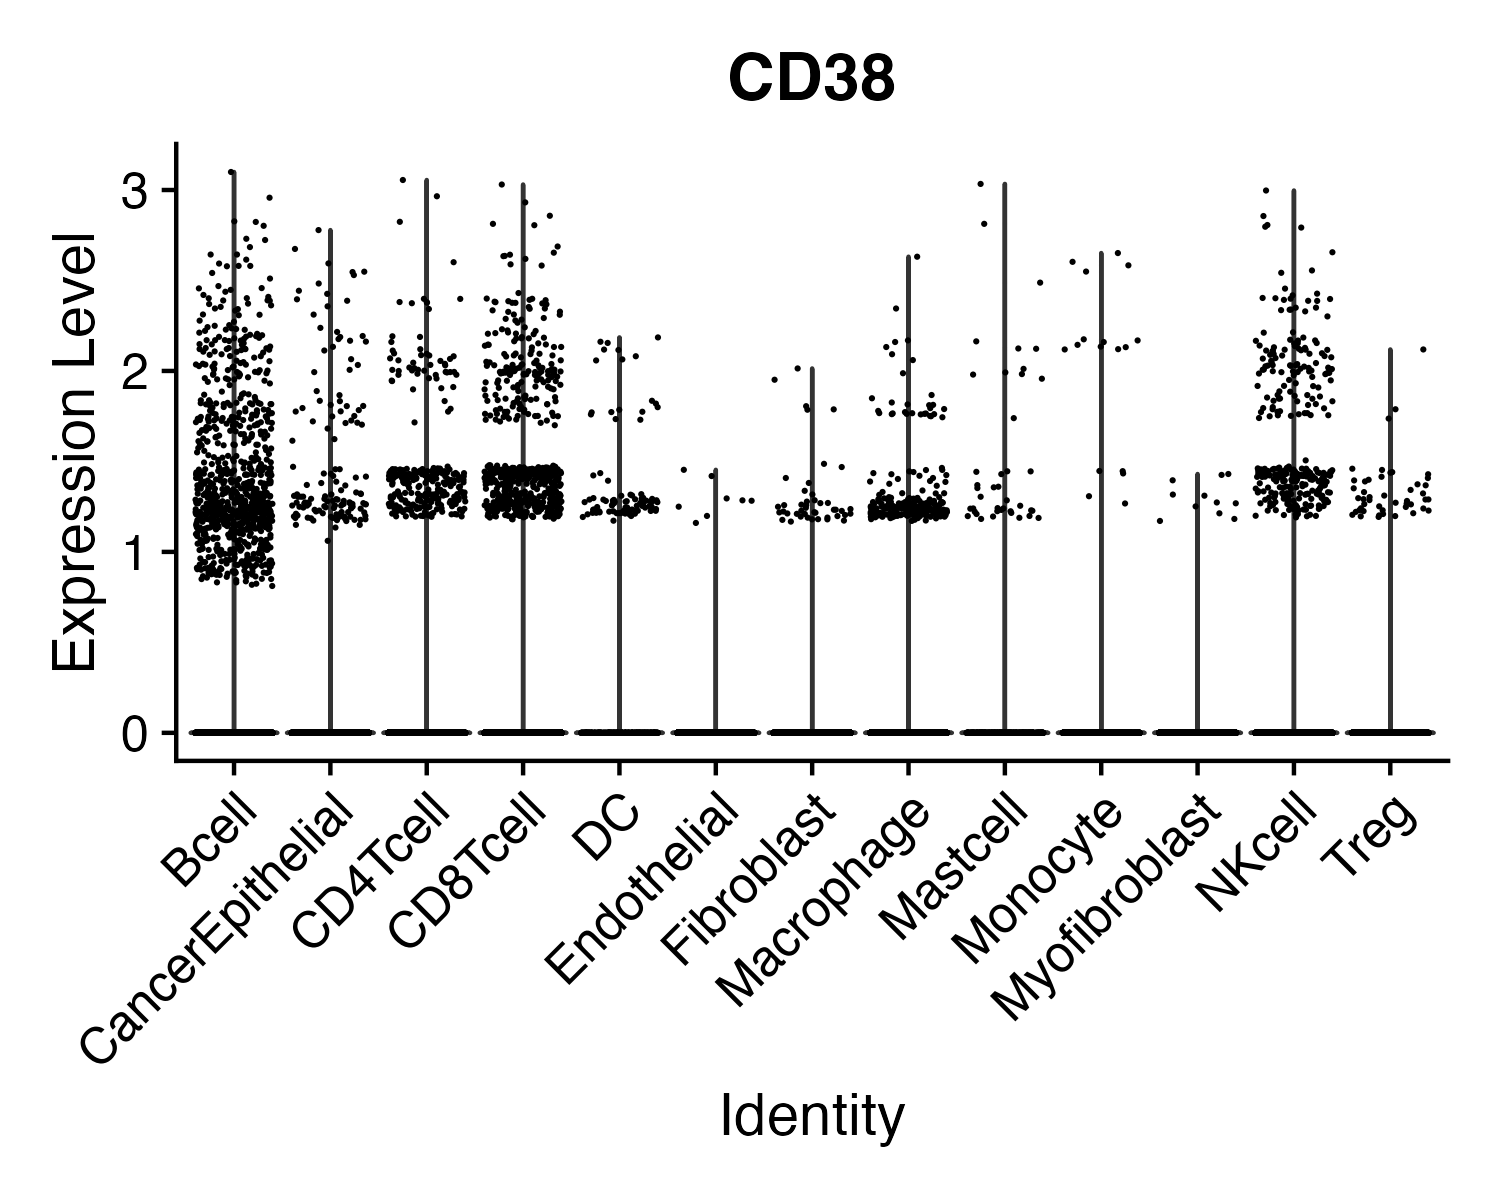 CD38
Expression Level
3
2
1
0
Bcell
CancerEpithelial
CD4Tcell
CD8Tcell
DC
Endothelial
Fibroblast
Macrophage
Mastcell
Monocyte
Myofibroblast
NKcell
Treg
Identity